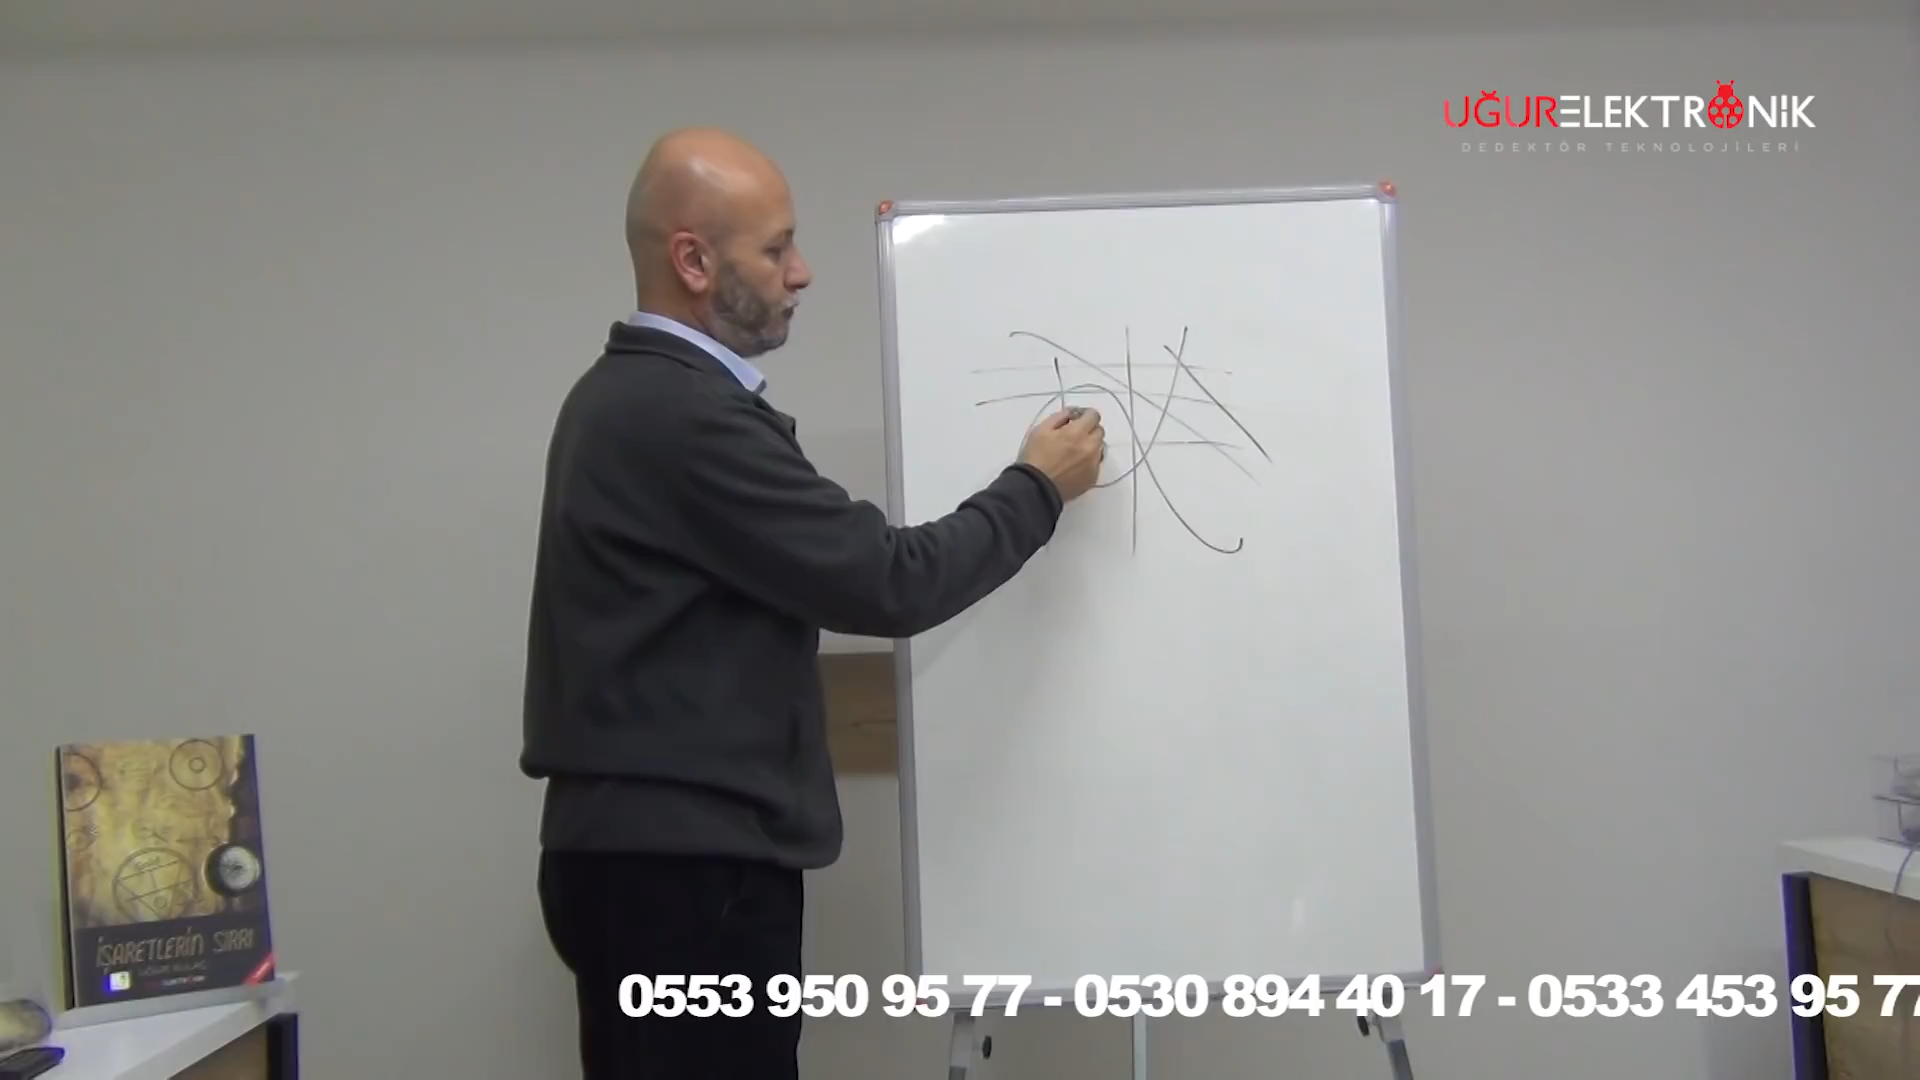 UĞURELEKTRONİK
DEDEKTÖR TEKNOLOJİLERİ
İŞARETLERİN SIRRI
0553 950 95 77 - 0530 894 40 17 - 0533 453 95 77